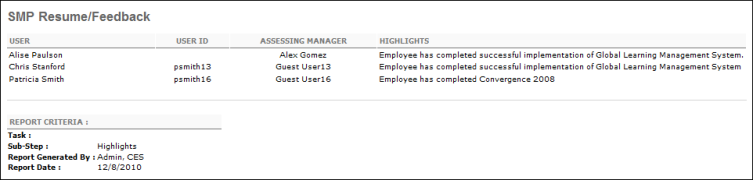 SMP Resume/Feedback
USER USER ID ASSESSING MANAGER HIGHLIGHTS
Alise Paulson Alex Gomez Employee has completed successful implementation of Global Learning Management System.
Chris Stanford psmith13 Guest User13 Employee has completed successful implementation of Global Learning Management System
Patricia Smith psmith16 Guest User16 Employee has completed Convergence 2008
REPORT CRITERIA :
Task :
Sub-Step : Highlights
Report Generated By : Admin, CES
Report Date : 12/8/2010